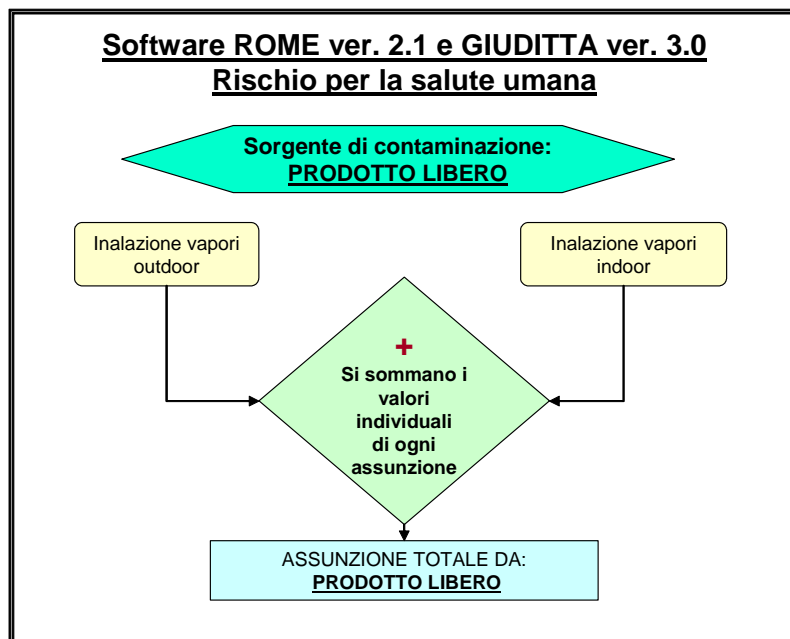 Software ROME ver. 2.1 e GIUDITTA ver. 3.0
Rischio per la salute umana
Sorgente di contaminazione:
PRODOTTO LIBERO
Inalazione vapori
outdoor
Inalazione vapori
indoor
+
Si sommano i
valori
individuali
di ogni
assunzione
ASSUNZIONE TOTALE DA:
PRODOTTO LIBERO